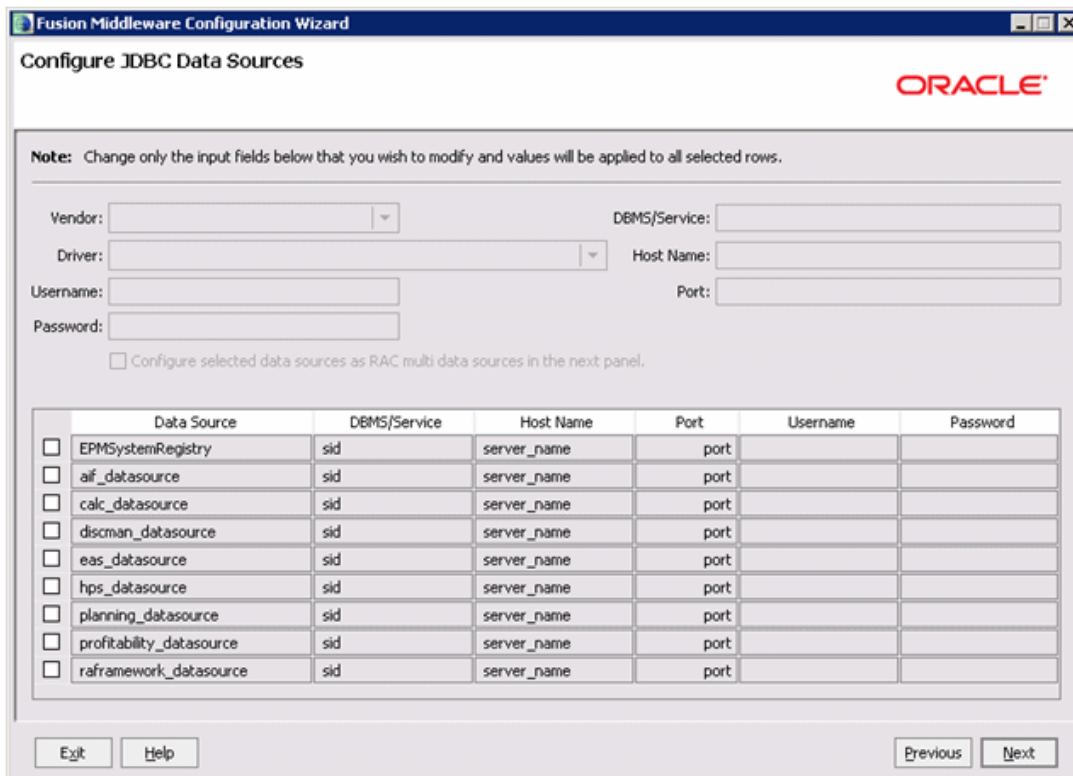 Fusion Middleware Configuration Wizard
Configure JDBC Data Sources
ORACLE
Note: Change only the input fields below that you wish to modify and values will be applied to all selected rows.
Vendor: DBMS/Service:
Driver: Host Name:
Username: Port:
Password:
Configure selected data sources as RAC multi data sources in the next panel.
Data Source DBMS/Service Host Name Port Username Password
EPMSystemRegistry sid server_name port
aif_datasource sid server_name port
calc_datasource sid server_name port
discman_datasource sid server_name port
eas_datasource sid server_name port
hps_datasource sid server_name port
planning_datasource sid server_name port
profitability_datasource sid server_name port
raframework_datasource sid server_name port
Exit Help Previous Next